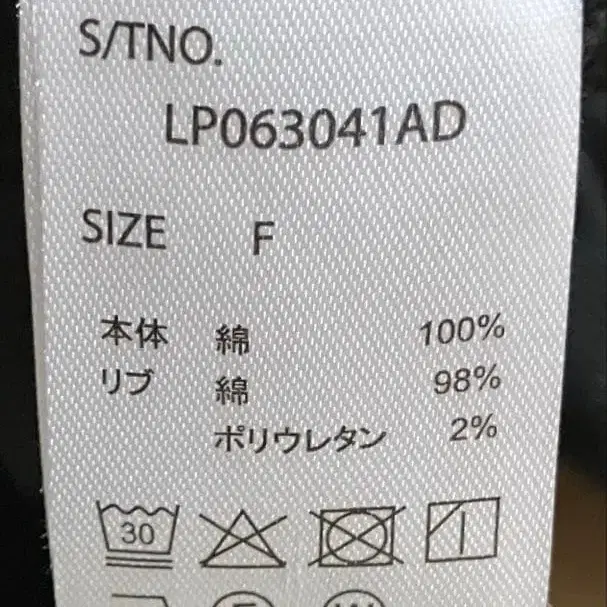 S/TNO.
LP063041AD
SIZE F
本体 綿 100%
リブ 綿 98%
ポリウレタン 2%
30